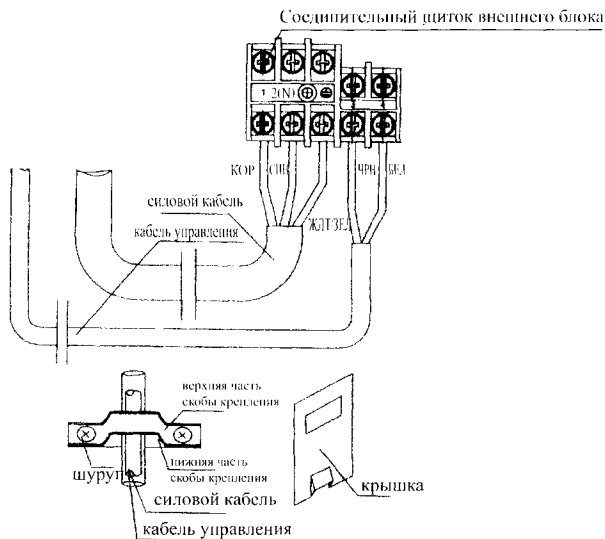 Соединительный щиток внешнего блока
1 2(N)
КОР СИН ЧРН БЕЛ
силовой кабель
ЖЛТ-ЗЕЛ
кабель управления
верхняя часть
скобы крепления
нижняя часть
скобы крепления
шуруп
крышка
силовой кабель
кабель управления